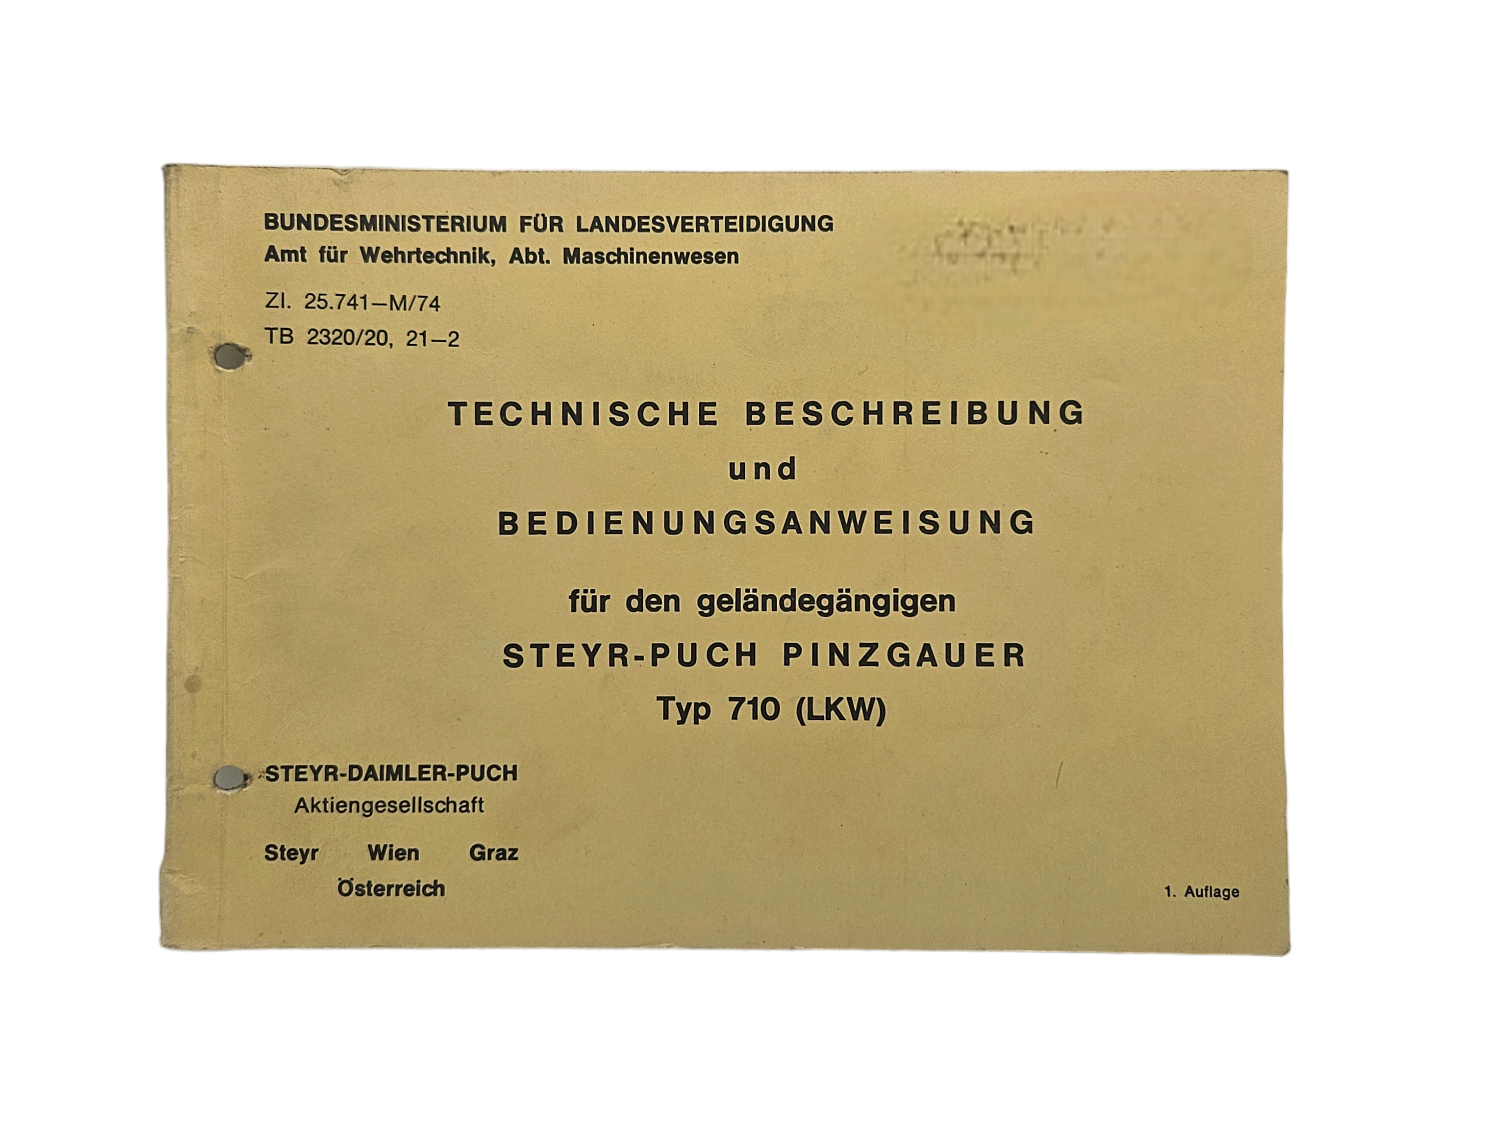 BUNDESMINISTERIUM FÜR LANDESVERTEIDIGUNG
Amt für Wehrtechnik, Abt. Maschinenwesen
Zl. 25.741—M/74
TB 2320/20, 21—2
TECHNISCHE BESCHREIBUNG
und
BEDIENUNGSANWEISUNG
für den geländegängigen
STEYR-PUCH PINZGAUER
Typ 710 (LKW)
STEYR-DAIMLER-PUCH
Aktiengesellschaft
Steyr Wien Graz
Österreich
1. Auflage